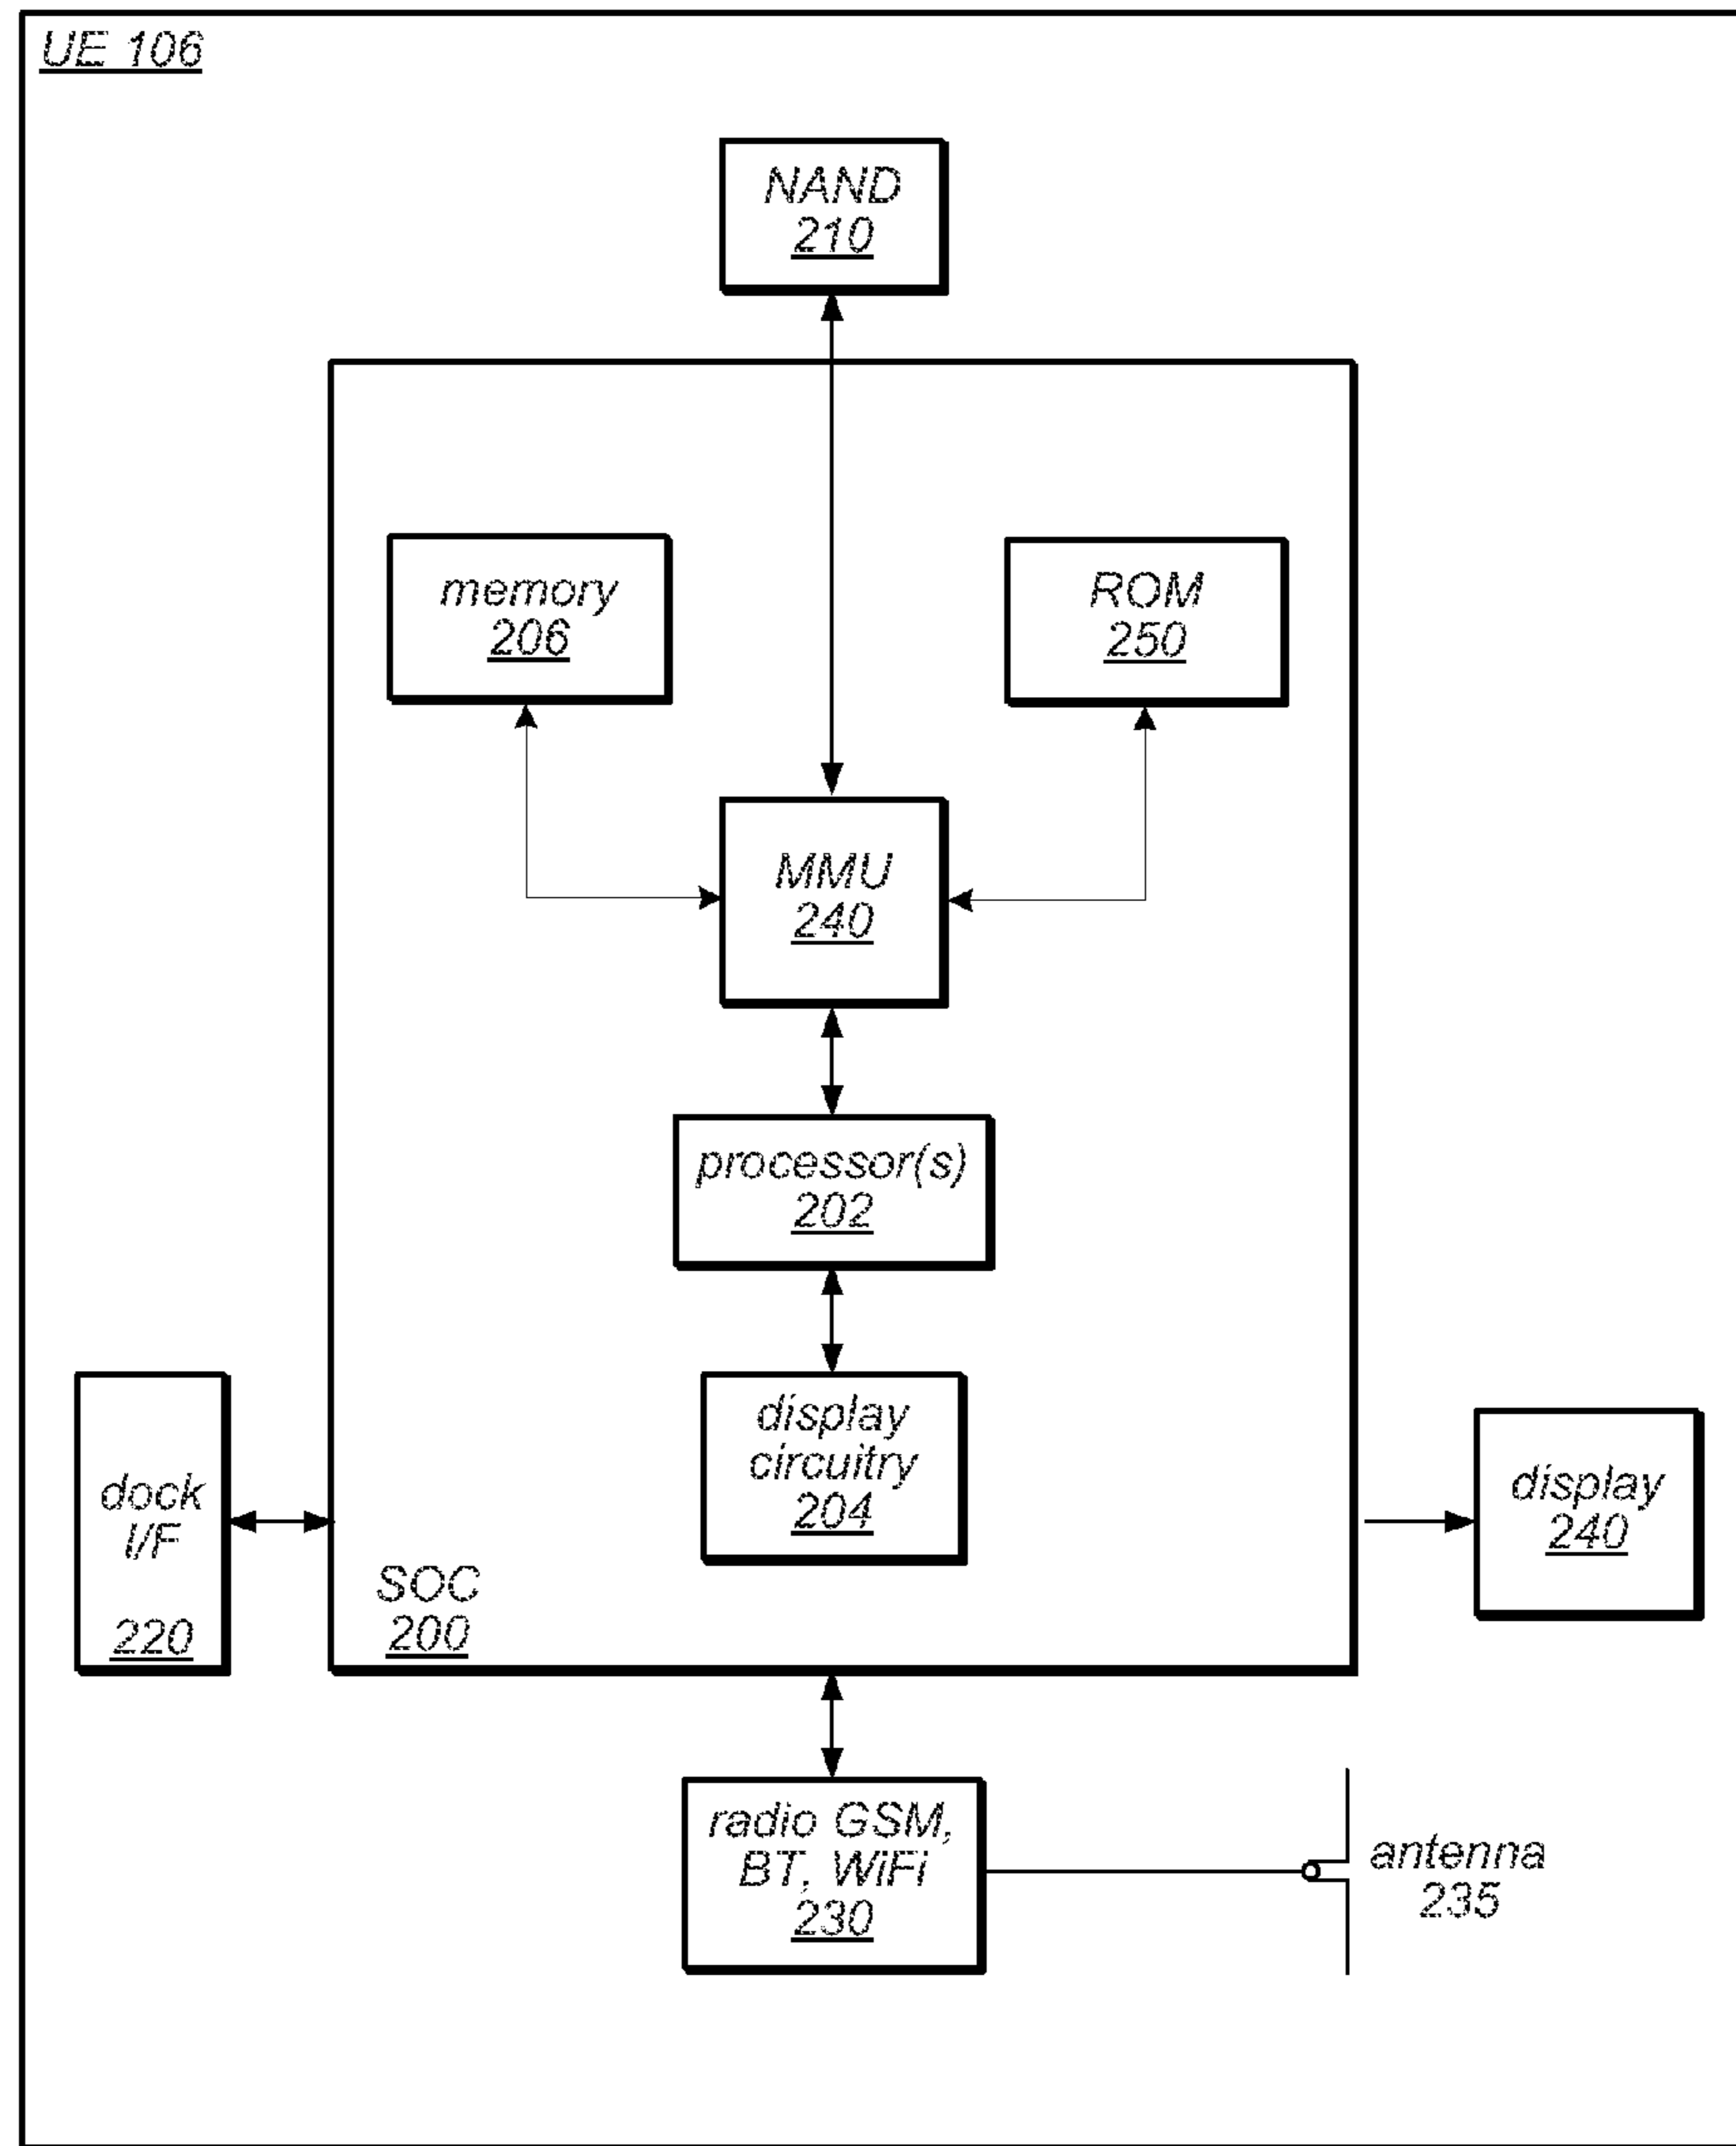 UE 106
NAND
210
memory
206
ROM
250
MMU
240
processor(s)
202
display
circuitry
204
dock
I/F
220
SOC
200
display
240
radio GSM,
BT, WiFi
230
antenna
235